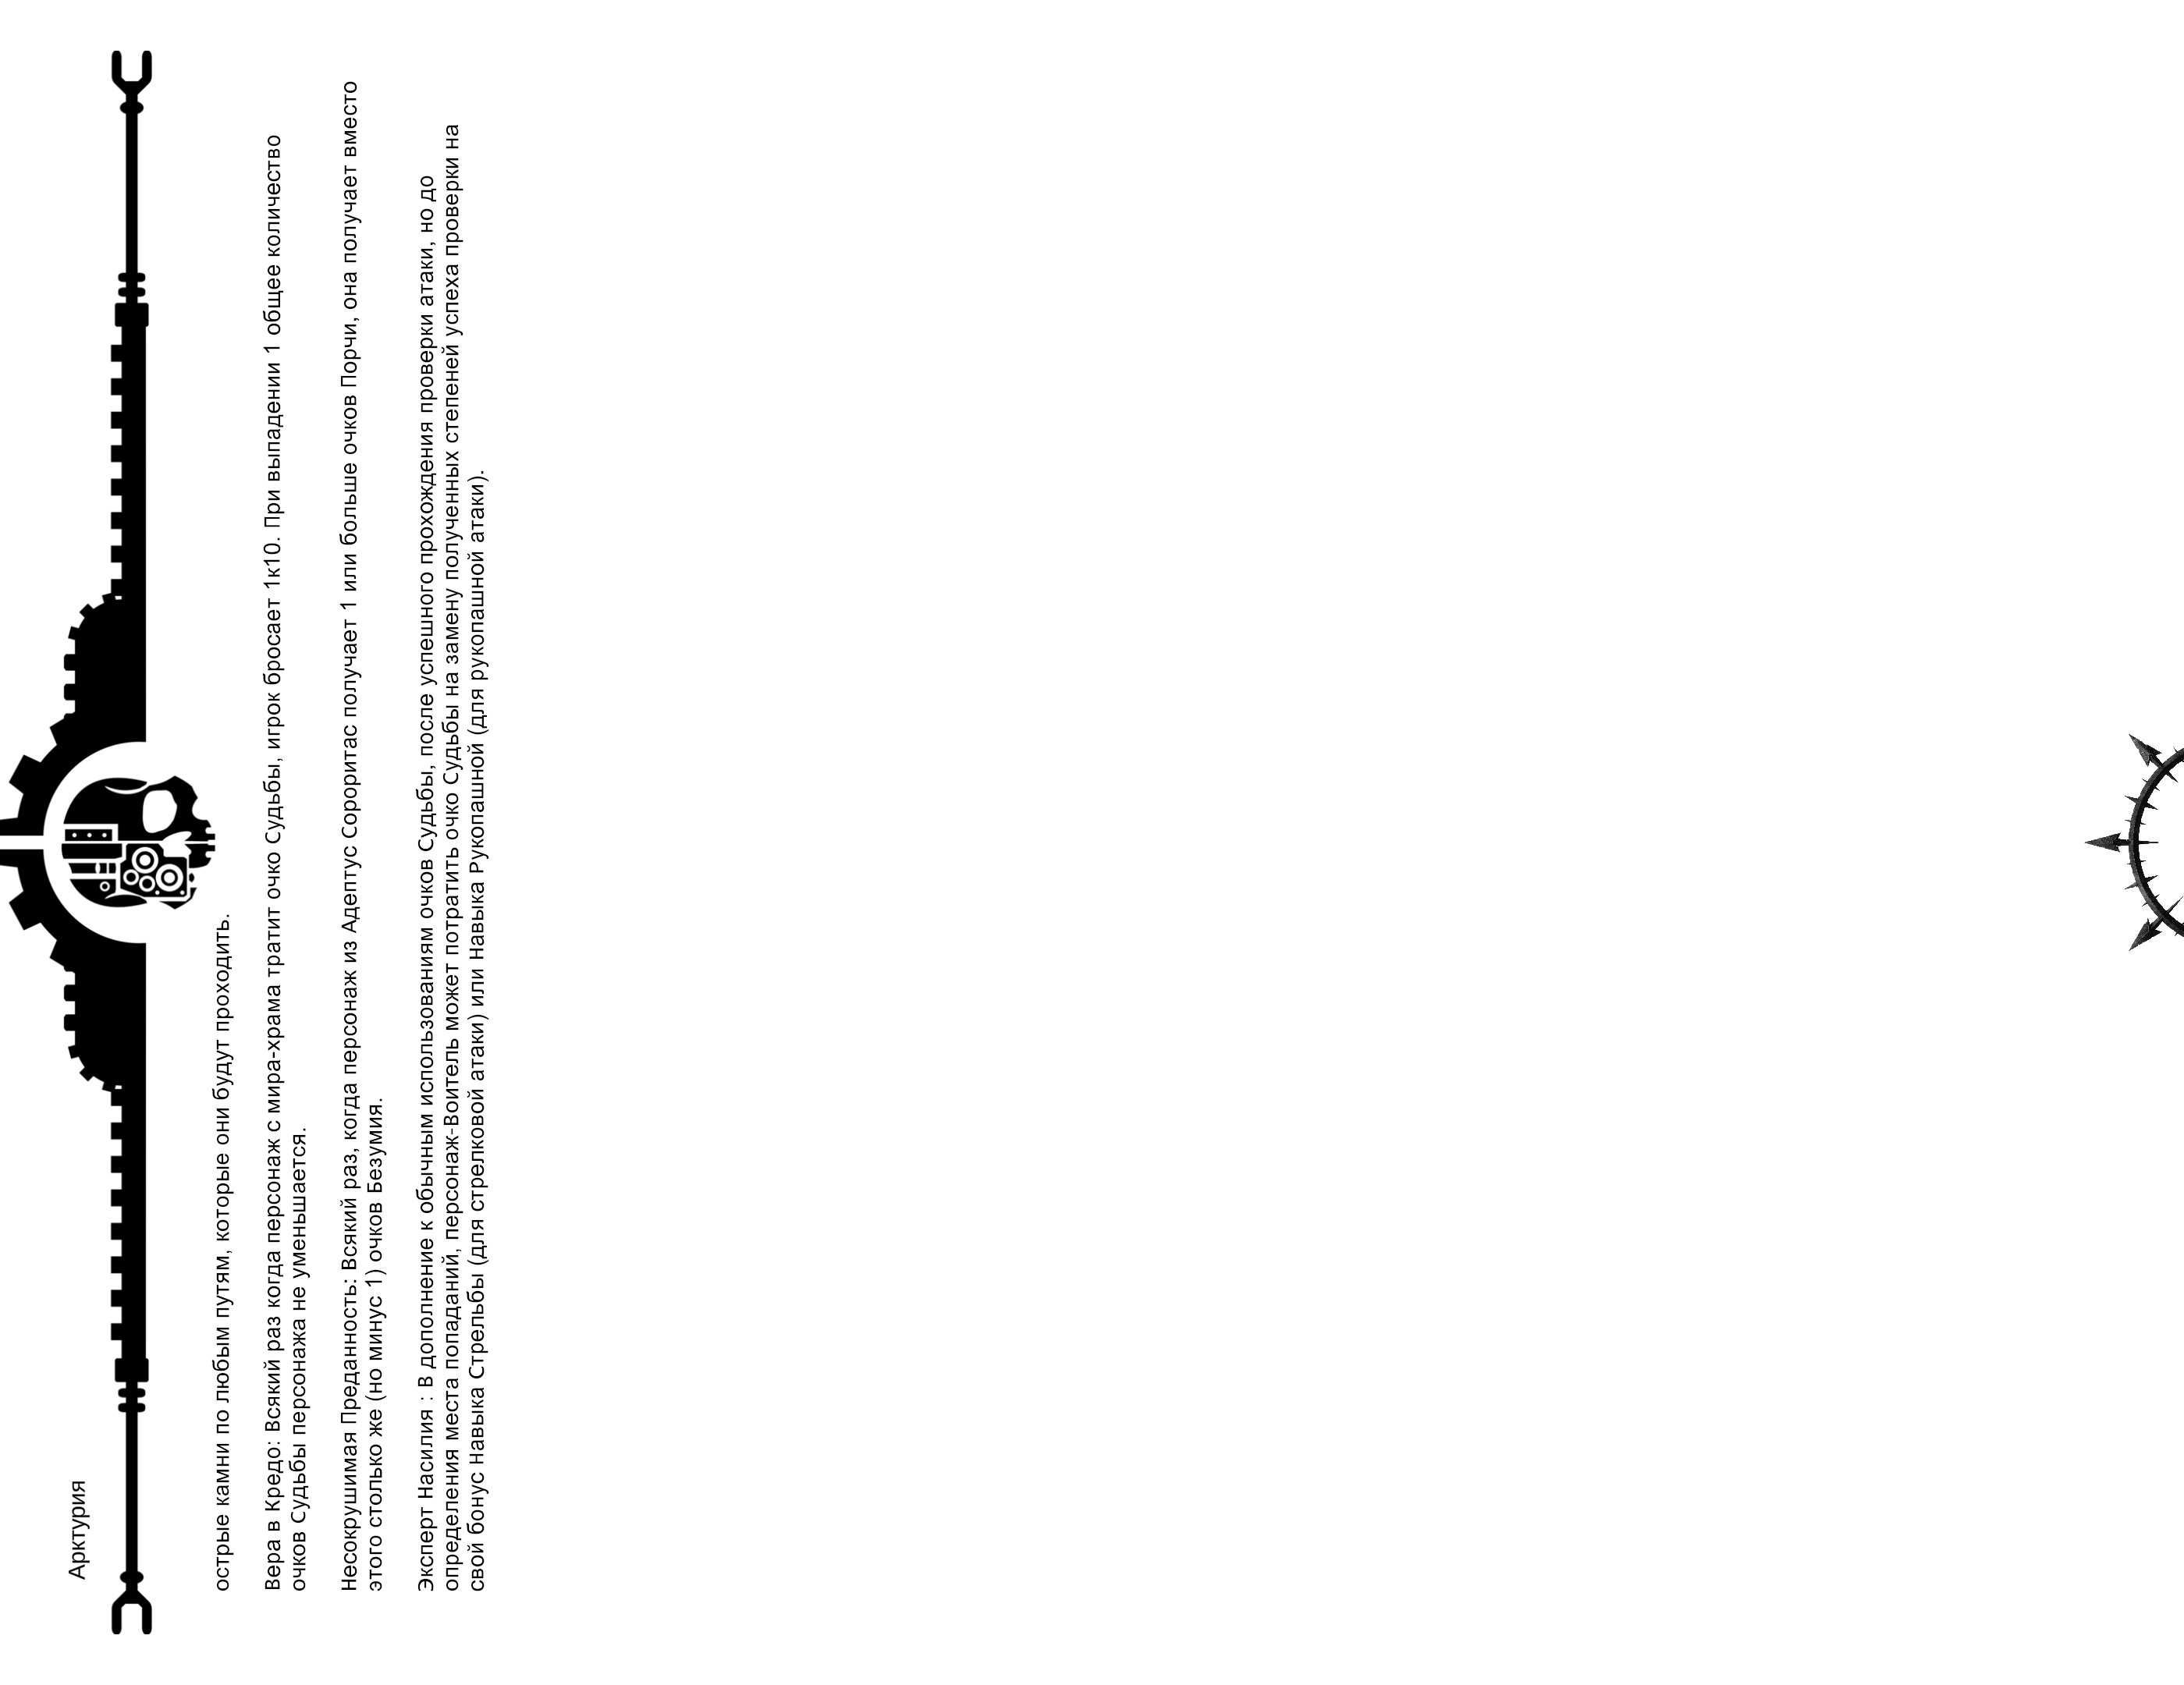 Арктурия
острые камни по любым путям, которые они будут проходить.
Вера в Кредо: Всякий раз когда персонаж с мира-храма тратит очко Судьбы, игрок бросает 1к10. При выпадении 1 общее количество
очков Судьбы персонажа не уменьшается.
Несокрушимая Преданность: Всякий раз, когда персонаж из Адептус Сороритас получает 1 или больше очков Порчи, она получает вместо
этого столько же (но минус 1) очков Безумия.
Эксперт Насилия : В дополнение к обычным использованиям очков Судьбы, после успешного прохождения проверки атаки, но до
определения места попаданий, персонаж-Воитель может потратить очко Судьбы на замену полученных степеней успеха проверки на
свой бонус Навыка Стрельбы (для стрелковой атаки) или Навыка Рукопашной (для рукопашной атаки).